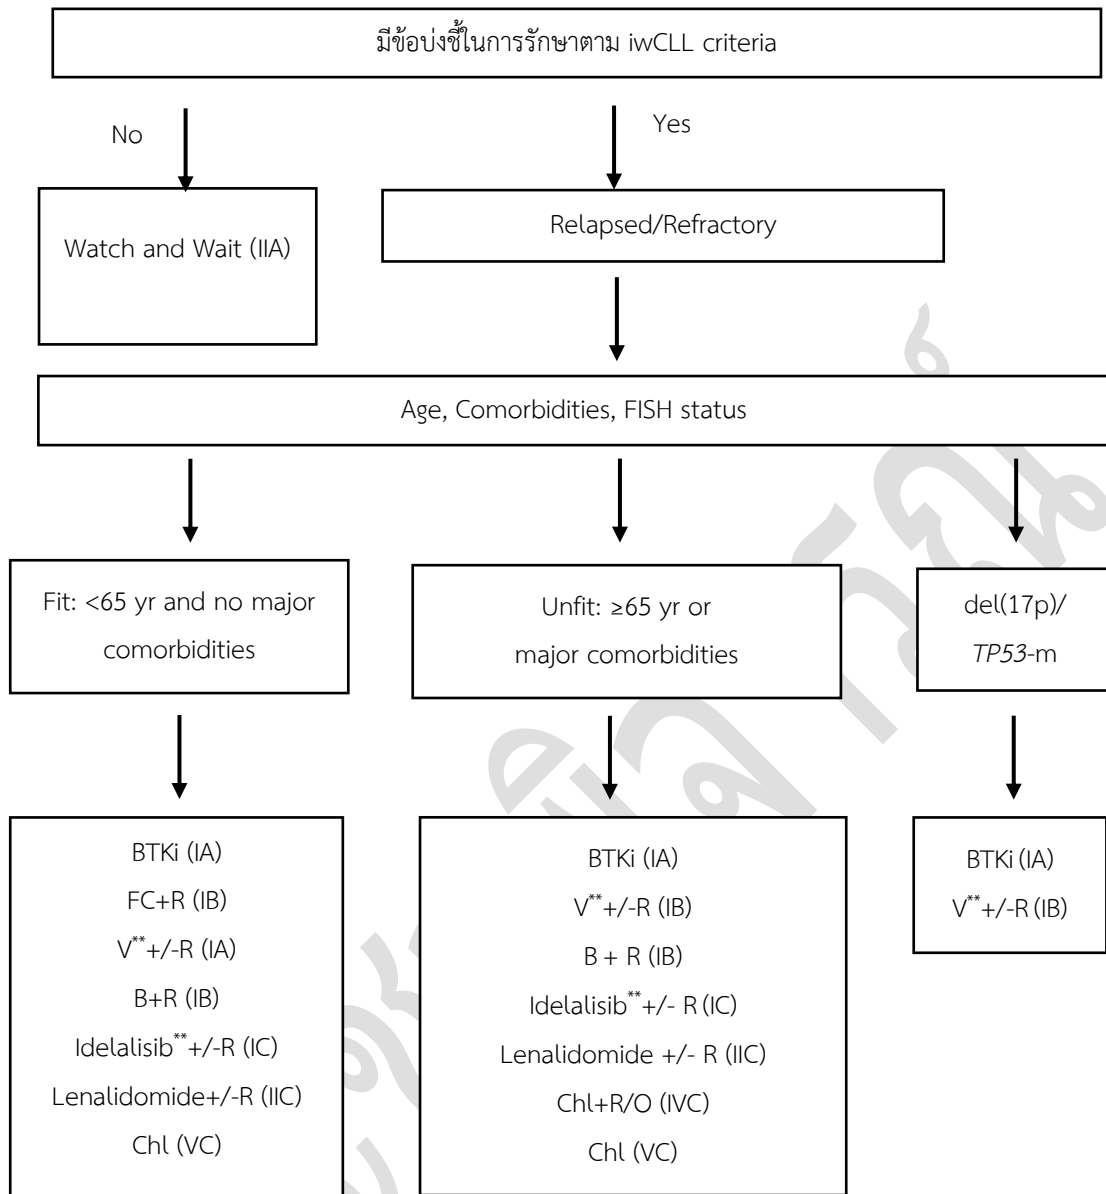 มีข้อบ่งชี้ในการรักษาตาม iwCLL criteria
No
Yes
Watch and Wait (IIA)
Relapsed/Refractory
Age, Comorbidities, FISH status
Fit: <65 yr and no major
comorbidities
Unfit: ≥65 yr or
major comorbidities
del(17p)/
TP53-m
BTKi (IA)
FC+R (IB)
V**+/-R (IA)
B+R (IB)
Idelalisib**+/-R (IC)
Lenalidomide+/-R (IIC)
Chl (VC)
BTKi (IA)
V**+/-R (IB)
B + R (IB)
Idelalisib**+/- R (IC)
Lenalidomide +/- R (IIC)
Chl+R/O (IVC)
Chl (VC)
BTKi (IA)
V**+/-R (IB)